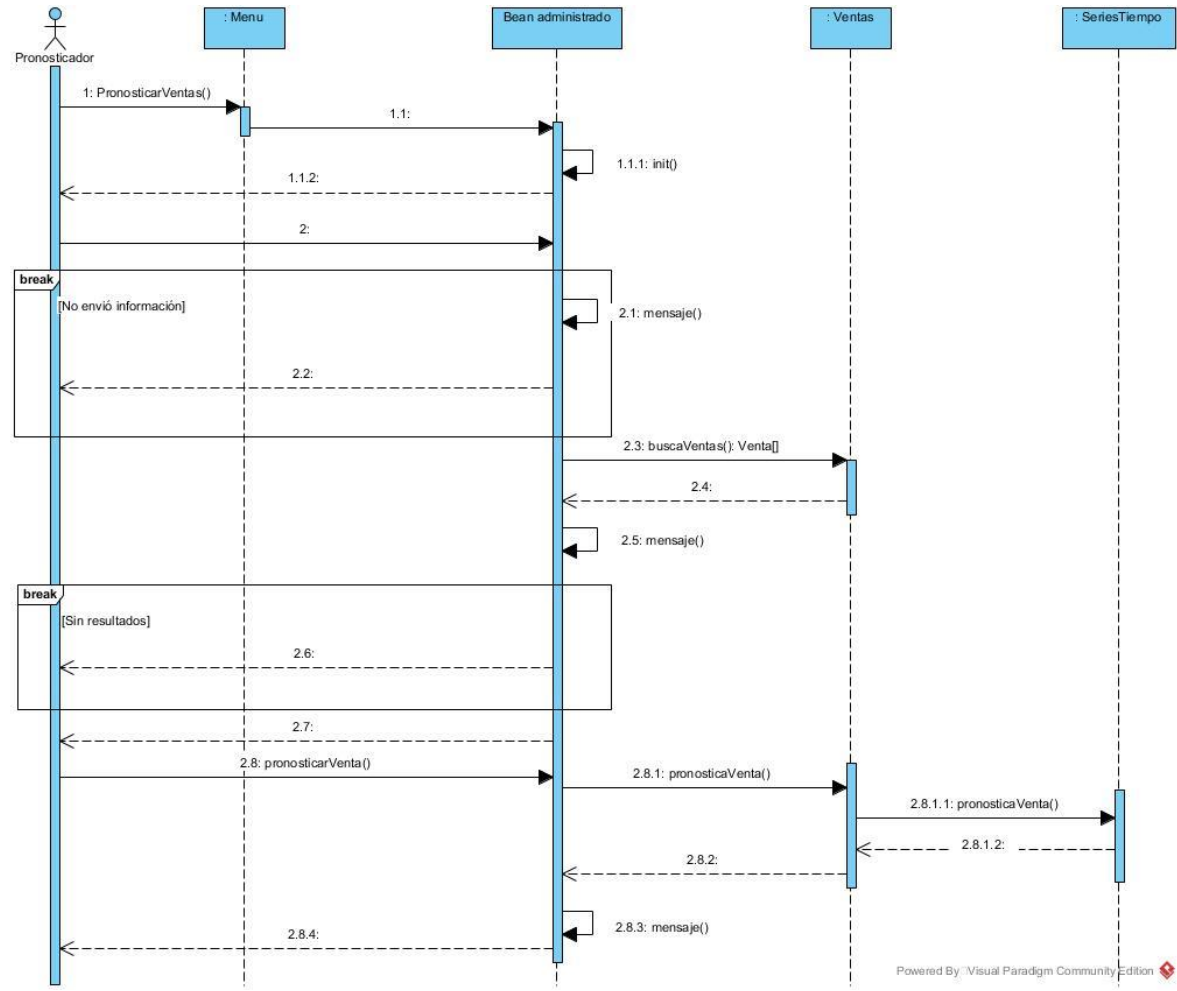 : Menu
Bean administrado
: Ventas
: SeriesTiempo
Pronosticador
1: PronosticarVentas()
1.1:
1.1.1: init()
1.1.2:
2:
break
[No envió información]
2.1: mensaje()
2.2:
2.3: buscaVentas(): Venta[]
2.4:
2.5: mensaje()
break
[Sin resultados]
2.6:
2.7:
2.8: pronosticarVenta()
2.8.1: pronosticaVenta()
2.8.1.1: pronosticaVenta()
2.8.1.2:
2.8.2:
2.8.3: mensaje()
2.8.4:
Powered By Visual Paradigm Community Edition